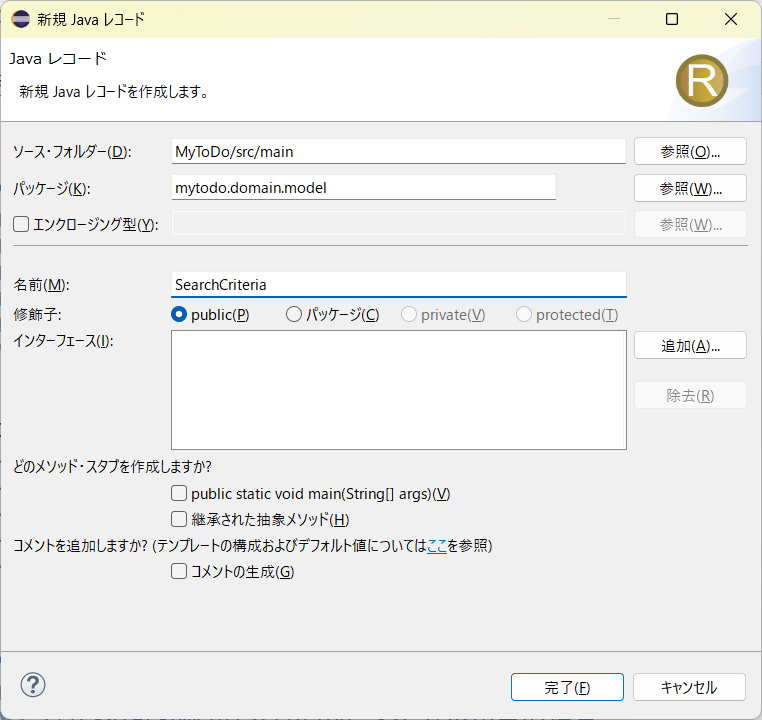 新規 Java レコード
Java レコード
新規 Java レコードを作成します。
R
ソース・フォルダー(D): MyToDo/src/main 参照(O)...
パッケージ(K): mytodo.domain.model 参照(W)...
エンクロージング型(Y): 参照(W)...
名前(M): SearchCriteria
修飾子: public(P) パッケージ(C) private(V) protected(T)
インターフェース(I): 追加(A)...
除去(R)
どのメソッド・スタブを作成しますか?
public static void main(String[] args)(V)
継承された抽象メソッド(H)
コメントを追加しますか? (テンプレートの構成およびデフォルト値についてはここを参照)
コメントの生成(G)
? 完了(F) キャンセル